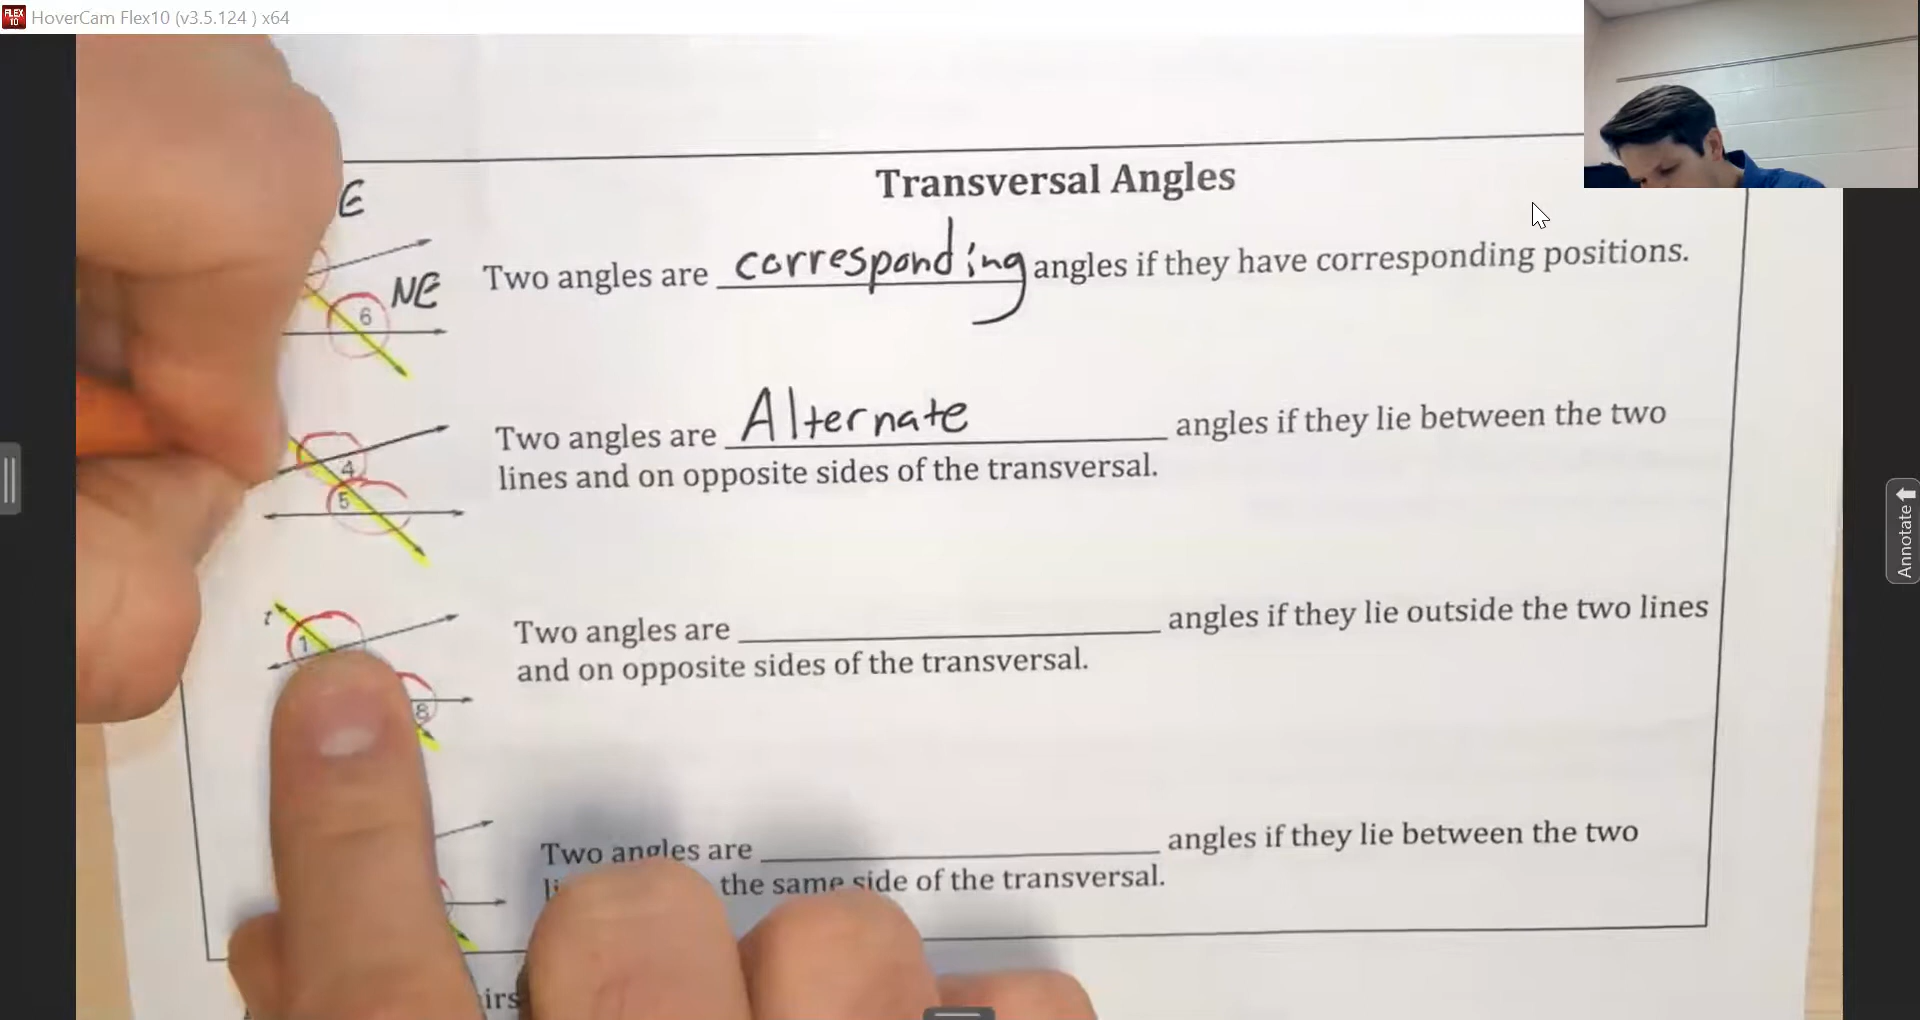 HoverCam Flex10 (v3.5.124 ) x64
Transversal Angles
E
NE
6
Two angles are corresponding angles if they have corresponding positions.
4
5
Two angles are Alternate angles if they lie between the two
lines and on opposite sides of the transversal.
t
1
8
Two angles are angles if they lie outside the two lines
and on opposite sides of the transversal.
Two angles are angles if they lie between the two
the same side of the transversal.
Annotate